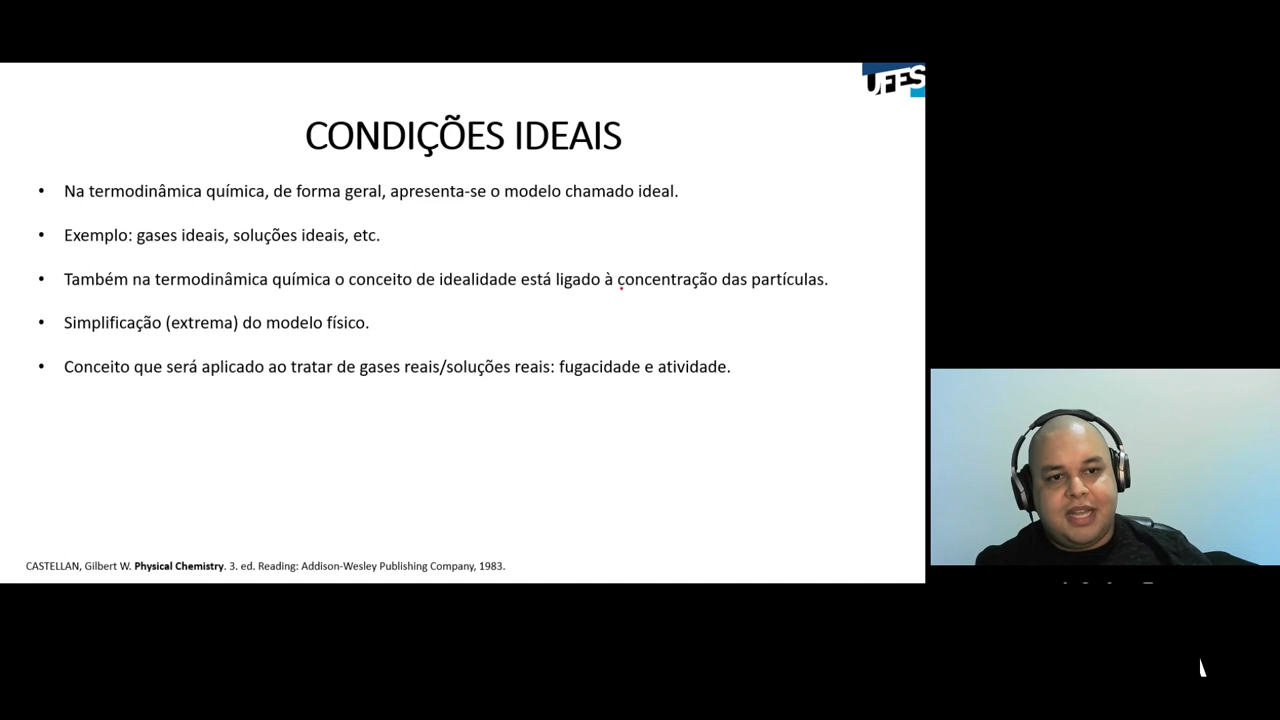 UFES
CONDIÇÕES IDEAIS
• Na termodinâmica química, de forma geral, apresenta-se o modelo chamado ideal.
• Exemplo: gases ideais, soluções ideais, etc.
• Também na termodinâmica química o conceito de idealidade está ligado à concentração das partículas.
• Simplificação (extrema) do modelo físico.
• Conceito que será aplicado ao tratar de gases reais/soluções reais: fugacidade e atividade.
CASTELLAN, Gilbert W. Physical Chemistry. 3. ed. Reading: Addison-Wesley Publishing Company, 1983.